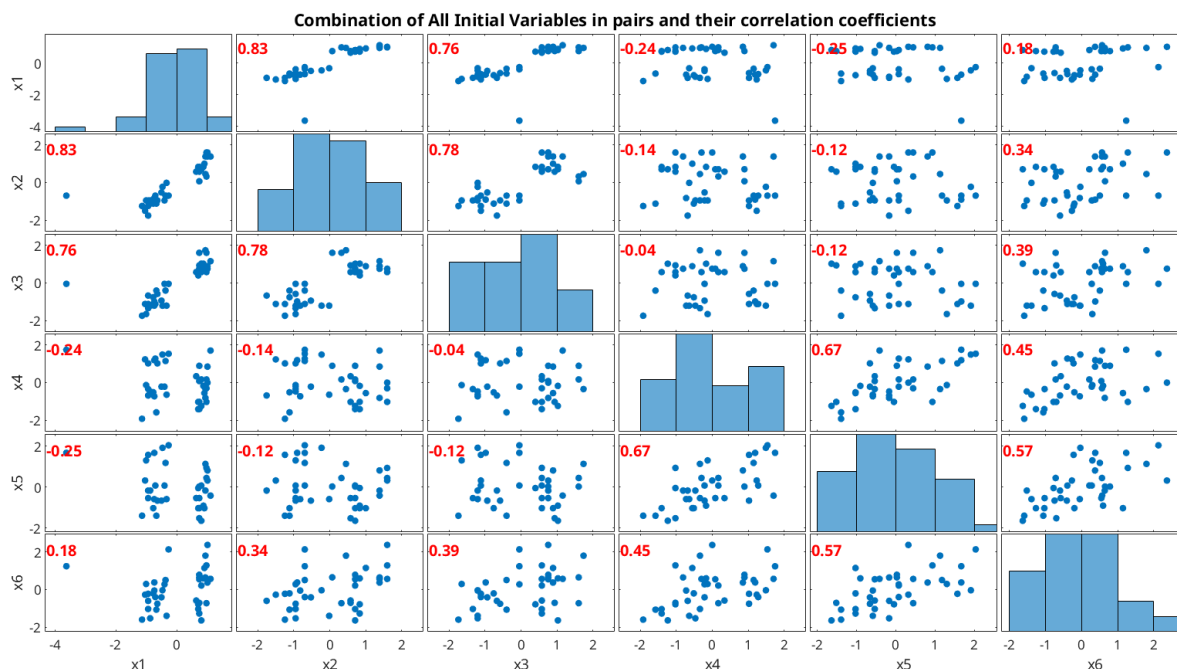 Combination of All Initial Variables in pairs and their correlation coefficients
x1 0 -2 -4 0.83 0.76 -0.24 -0.25 0.18
x2 2 0 -2 0.83 0.78 -0.14 -0.12 0.34
x3 2 0 -2 0.76 0.78 -0.04 -0.12 0.39
x4 2 0 -2 -0.24 -0.14 -0.04 0.67 0.45
x5 2 0 -2 -0.25 -0.12 -0.12 0.67 0.57
x6 2 0 -2 0.18 0.34 0.39 0.45 0.57
-4 -2 0 -2 -1 0 1 2 -2 -1 0 1 2 -2 -1 0 1 2 -2 -1 0 1 2 -2 -1 0 1 2
x1 x2 x3 x4 x5 x6